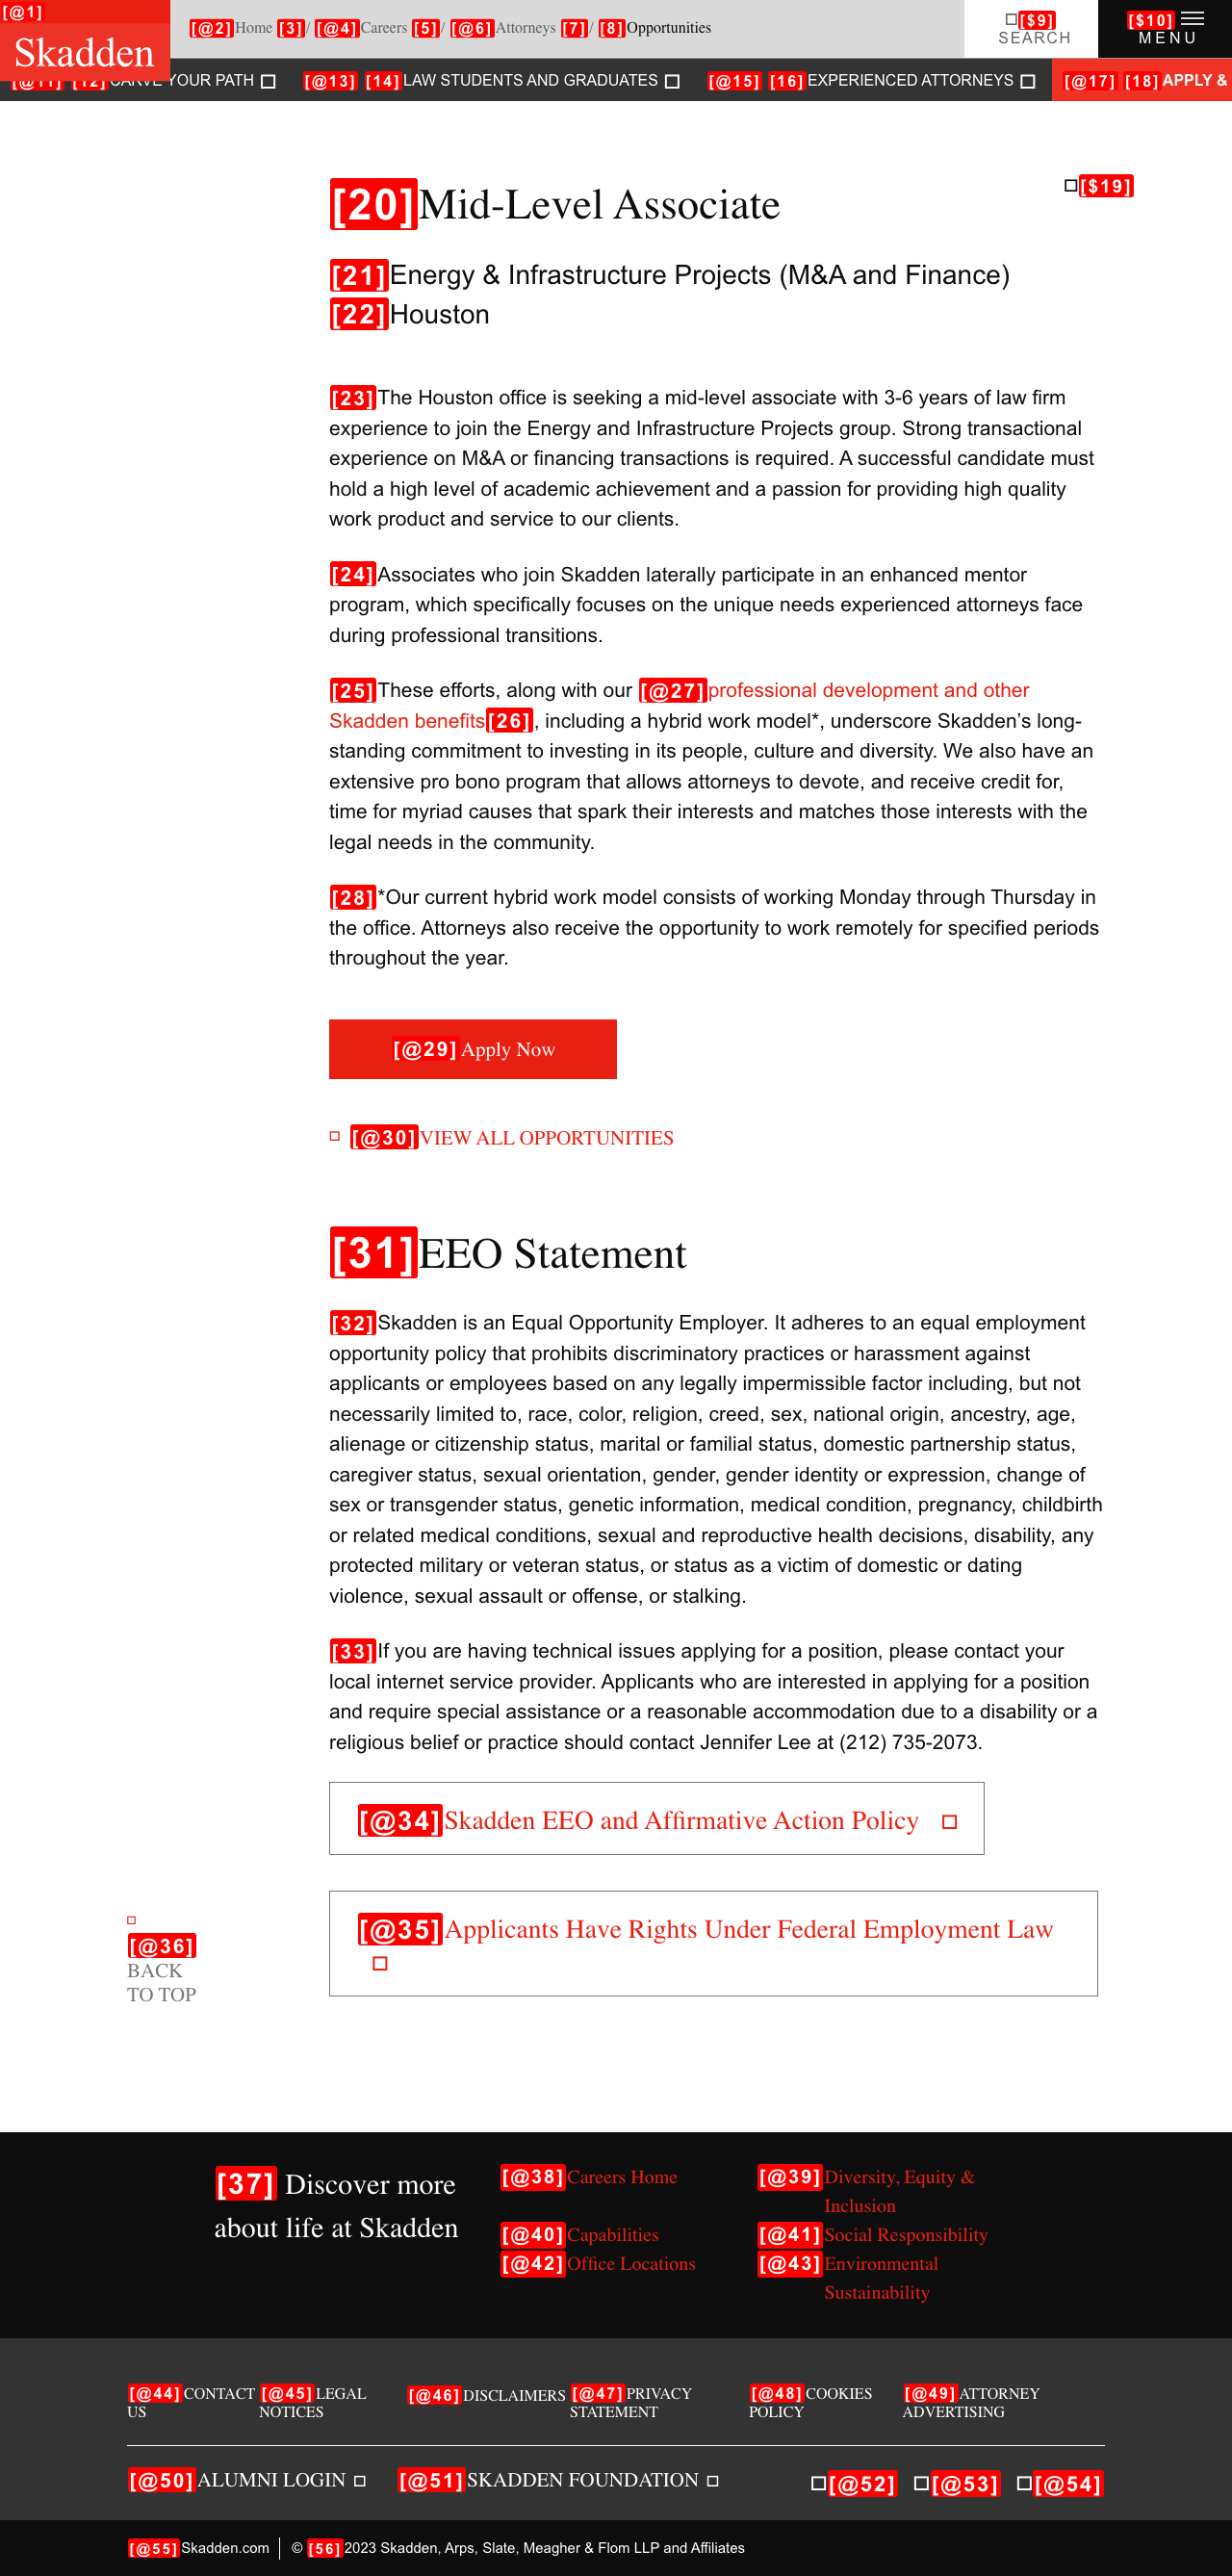 [@1]
Skadden
[@2]Home [3]/ [@4]Careers [5]/ [@6]Attorneys [7]/ [8]Opportunities
[$9]
SEARCH
[$10]
MENU
[@11] [12]CARVE YOUR PATH [@13] [14]LAW STUDENTS AND GRADUATES [@15] [16]EXPERIENCED ATTORNEYS [@17] [18]APPLY &
[20]Mid-Level Associate
[$19]
[21]Energy & Infrastructure Projects (M&A and Finance)
[22]Houston
[23]The Houston office is seeking a mid-level associate with 3-6 years of law firm
experience to join the Energy and Infrastructure Projects group. Strong transactional
experience on M&A or financing transactions is required. A successful candidate must
hold a high level of academic achievement and a passion for providing high quality
work product and service to our clients.
[24]Associates who join Skadden laterally participate in an enhanced mentor
program, which specifically focuses on the unique needs experienced attorneys face
during professional transitions.
[25]These efforts, along with our [@27]professional development and other
Skadden benefits[26], including a hybrid work model*, underscore Skadden’s long-
standing commitment to investing in its people, culture and diversity. We also have an
extensive pro bono program that allows attorneys to devote, and receive credit for,
time for myriad causes that spark their interests and matches those interests with the
legal needs in the community.
[28]*Our current hybrid work model consists of working Monday through Thursday in
the office. Attorneys also receive the opportunity to work remotely for specified periods
throughout the year.
[@29]Apply Now
[@30]VIEW ALL OPPORTUNITIES
[31]EEO Statement
[32]Skadden is an Equal Opportunity Employer. It adheres to an equal employment
opportunity policy that prohibits discriminatory practices or harassment against
applicants or employees based on any legally impermissible factor including, but not
necessarily limited to, race, color, religion, creed, sex, national origin, ancestry, age,
alienage or citizenship status, marital or familial status, domestic partnership status,
caregiver status, sexual orientation, gender, gender identity or expression, change of
sex or transgender status, genetic information, medical condition, pregnancy, childbirth
or related medical conditions, sexual and reproductive health decisions, disability, any
protected military or veteran status, or status as a victim of domestic or dating
violence, sexual assault or offense, or stalking.
[33]If you are having technical issues applying for a position, please contact your
local internet service provider. Applicants who are interested in applying for a position
and require special assistance or a reasonable accommodation due to a disability or a
religious belief or practice should contact Jennifer Lee at (212) 735-2073.
[@34]Skadden EEO and Affirmative Action Policy
[@35]Applicants Have Rights Under Federal Employment Law
[@36]
BACK
TO TOP
[37] Discover more
about life at Skadden
[@38]Careers Home
[@39]Diversity, Equity &
Inclusion
[@40]Capabilities
[@41]Social Responsibility
[@42]Office Locations
[@43]Environmental
Sustainability
[@44]CONTACT
US
[@45]LEGAL
NOTICES
[@46]DISCLAIMERS
[@47]PRIVACY
STATEMENT
[@48]COOKIES
POLICY
[@49]ATTORNEY
ADVERTISING
[@50]ALUMNI LOGIN
[@51]SKADDEN FOUNDATION
[@52] [@53] [@54]
[@55]Skadden.com
© [56]2023 Skadden, Arps, Slate, Meagher & Flom LLP and Affiliates